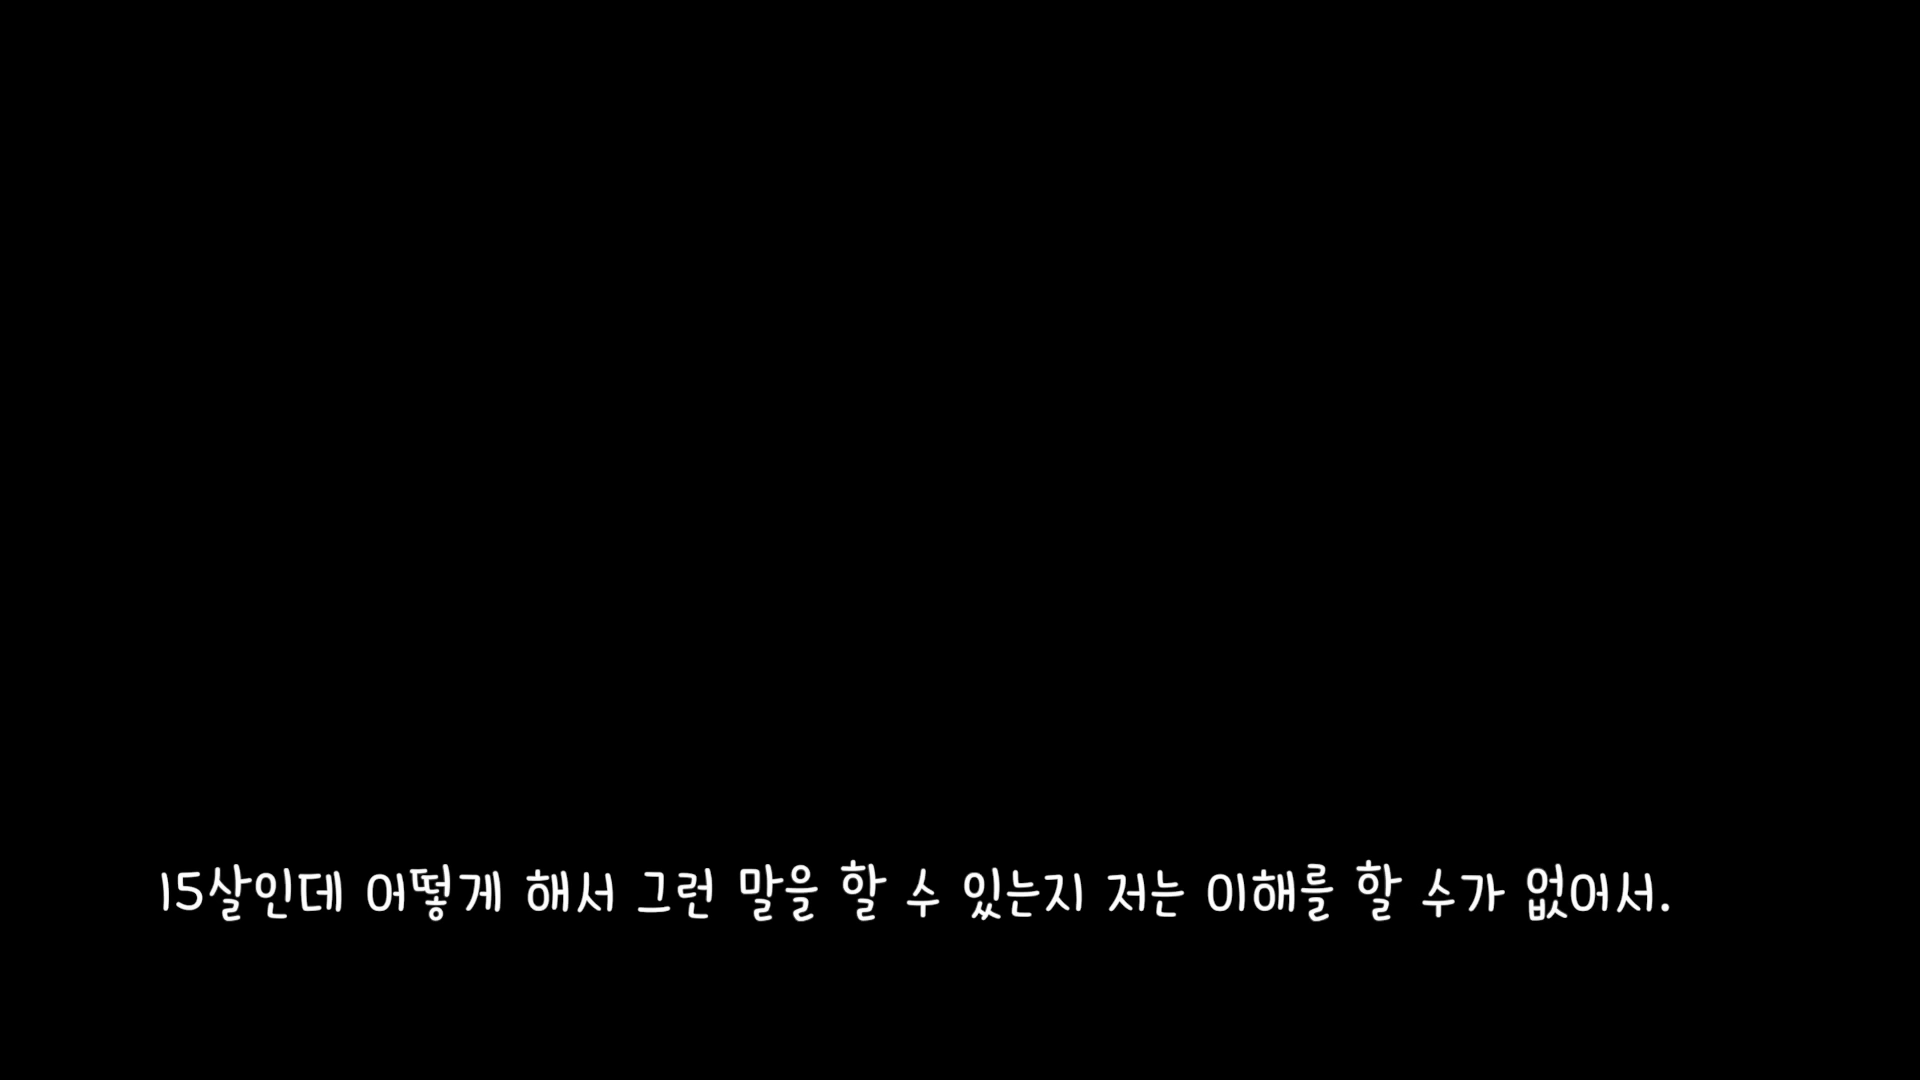 15살인데 어떻게 해서 그런 말을 할 수 있는지 저는 이해를 할 수가 없어서.